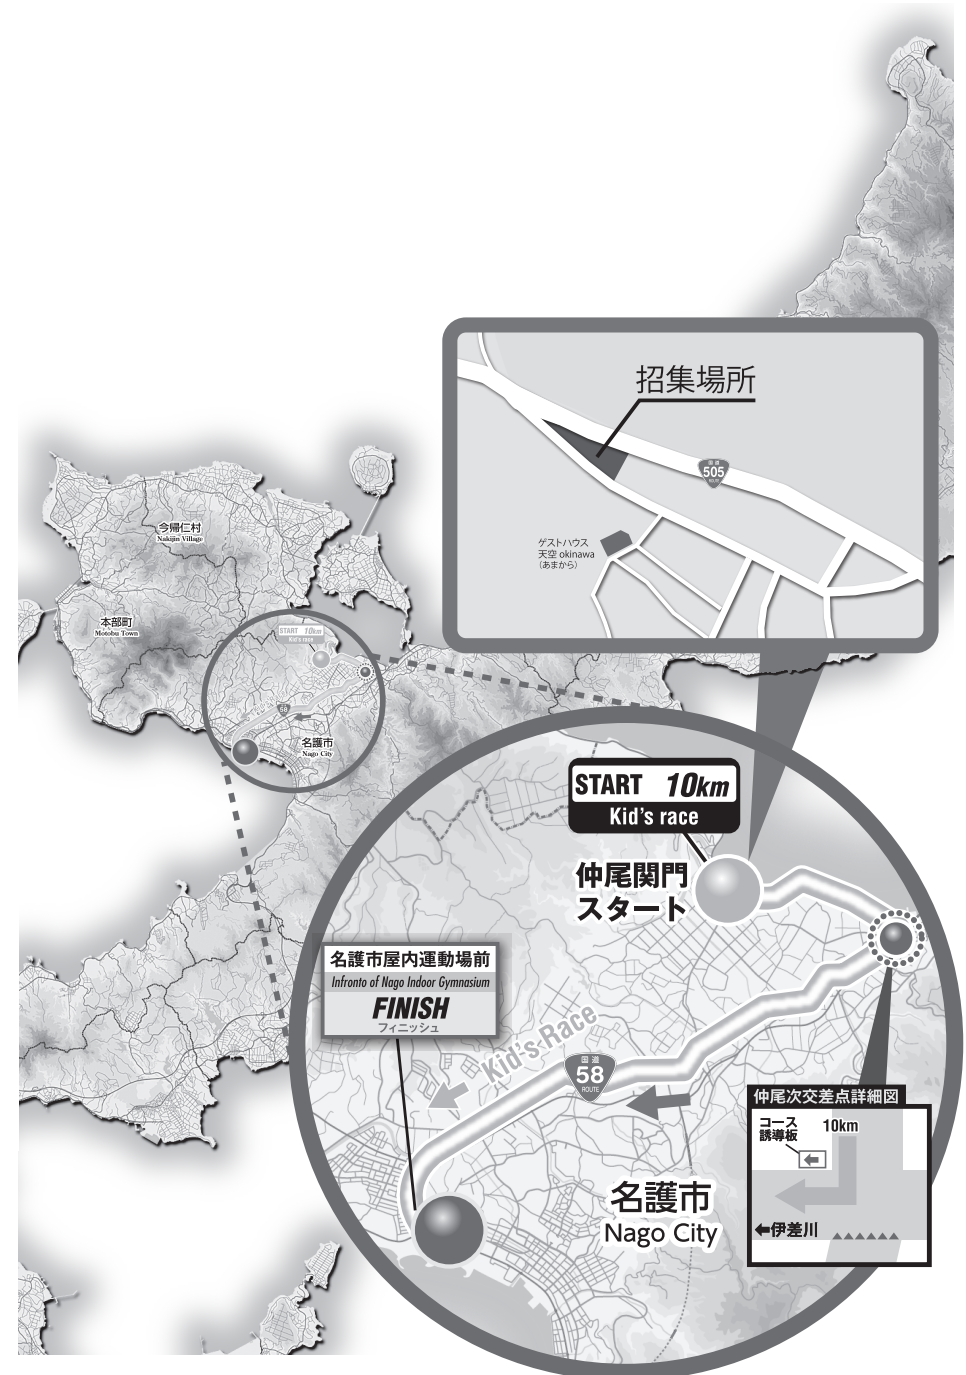 招集場所
国道
505
ROUTE
ゲストハウス
天空 okinawa
(あまから)
今帰仁村
Nakijin Village
本部町
Motobu Town
START 10km
Kid's race
58
名護市
Nago City
START 10km
Kid's race
仲尾関門
スタート
名護市屋内運動場前
Infronto of Nago Indoor Gymnasium
FINISH
フィニッシュ
Kid's Race
国道
58
ROUTE
仲尾次交差点詳細図
コース
誘導板
10km
←伊差川
名護市
Nago City